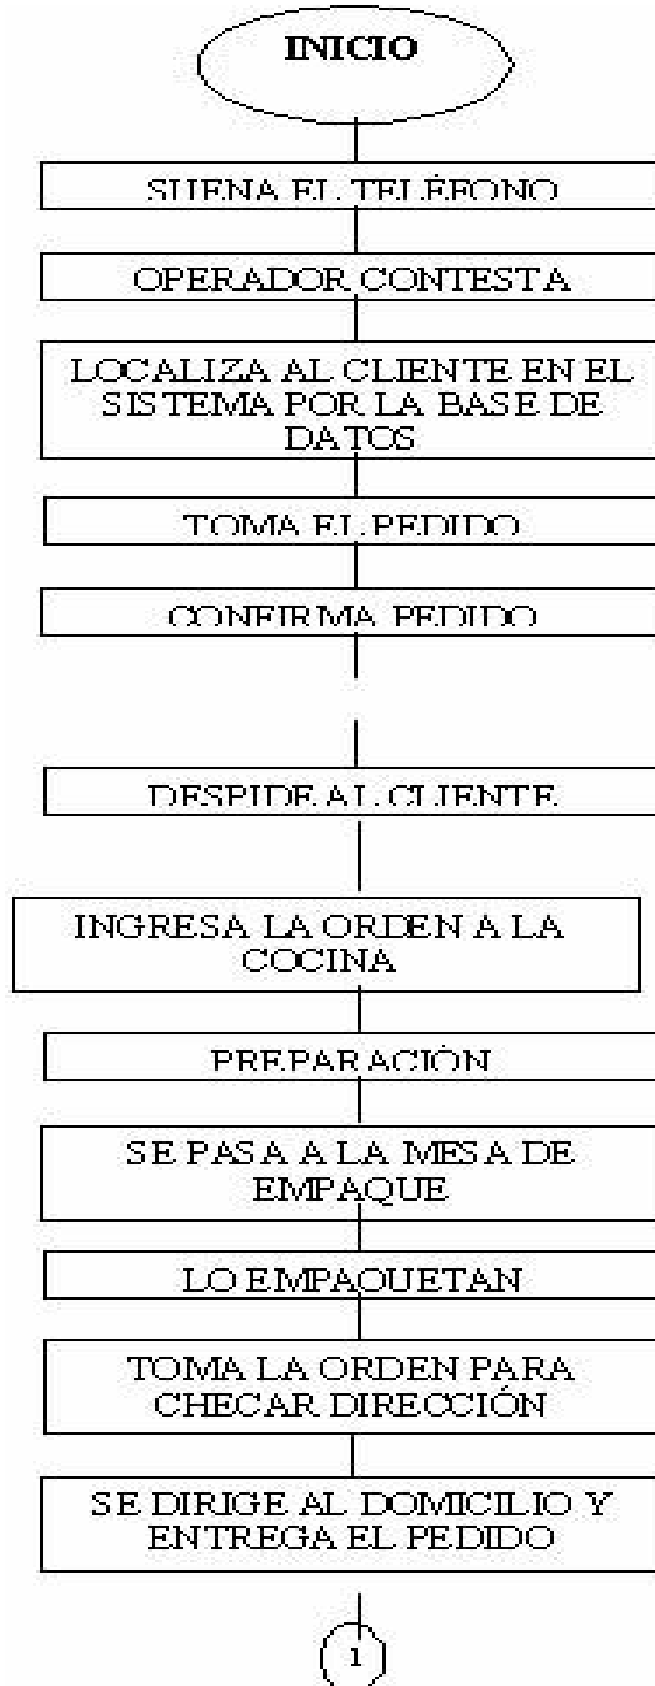 INICIO
SUENA EL TELÉFONO
OPERADOR CONTESTA
LOCALIZA AL CLIENTE EN EL
SISTEMA POR LA BASE DE
DATOS
TOMA EL PEDIDO
CONFIRMA PEDIDO
DESPIDE AL CLIENTE
INGRESA LA ORDEN A LA
COCINA
PREPARACIÓN
SE PASA A LA MESA DE
EMPAQUE
LO EMPAQUETAN
TOMA LA ORDEN PARA
CHECAR DIRECCIÓN
SE DIRIGE AL DOMICILIO Y
ENTREGA EL PEDIDO
1